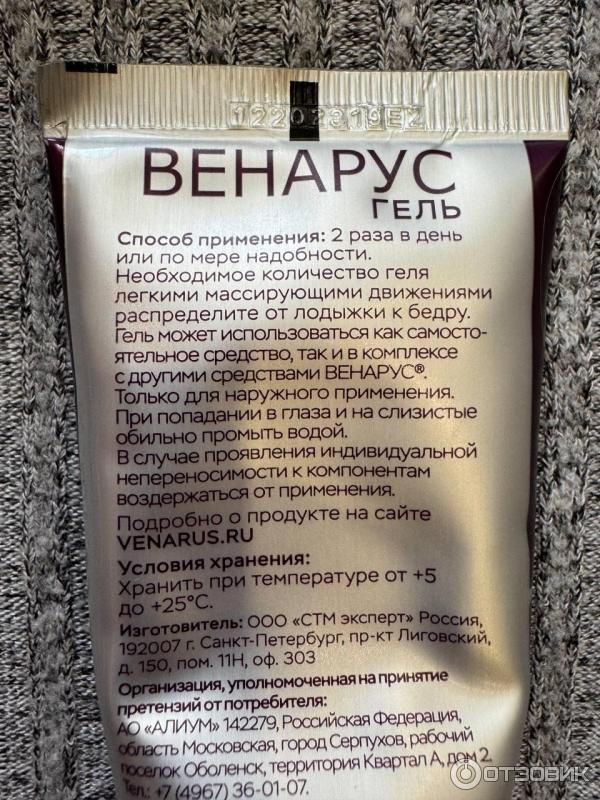 12202319E2
ВЕНАРУС
ГЕЛЬ
Способ применения: 2 раза в день
или по мере надобности.
Необходимое количество геля
легкими массирующими движениями
распределите от лодыжки к бедру.
Гель может использоваться как самосто-
ятельное средство, так и в комплексе
с другими средствами ВЕНАРУС®.
Только для наружного применения.
При попадании в глаза и на слизистые
обильно промыть водой.
В случае проявления индивидуальной
непереносимости к компонентам
воздержаться от применения.
Подробно о продукте на сайте
VENARUS.RU
Условия хранения:
Хранить при температуре от +5
до +25°С.
Изготовитель: ООО «СТМ эксперт» Россия,
192007 г. Санкт-Петербург, пр-кт Лиговский,
д. 150, пом. 11Н, оф. 303
Организация, уполномоченная на принятие
претензий от потребителя:
АО «АЛИУМ» 142279, Российская Федерация,
область Московская, город Серпухов, рабочий
поселок Оболенск, территория Квартал А, дом 2.
Тел.: +7 (4967) 36-01-07.
ОТЗОВИК